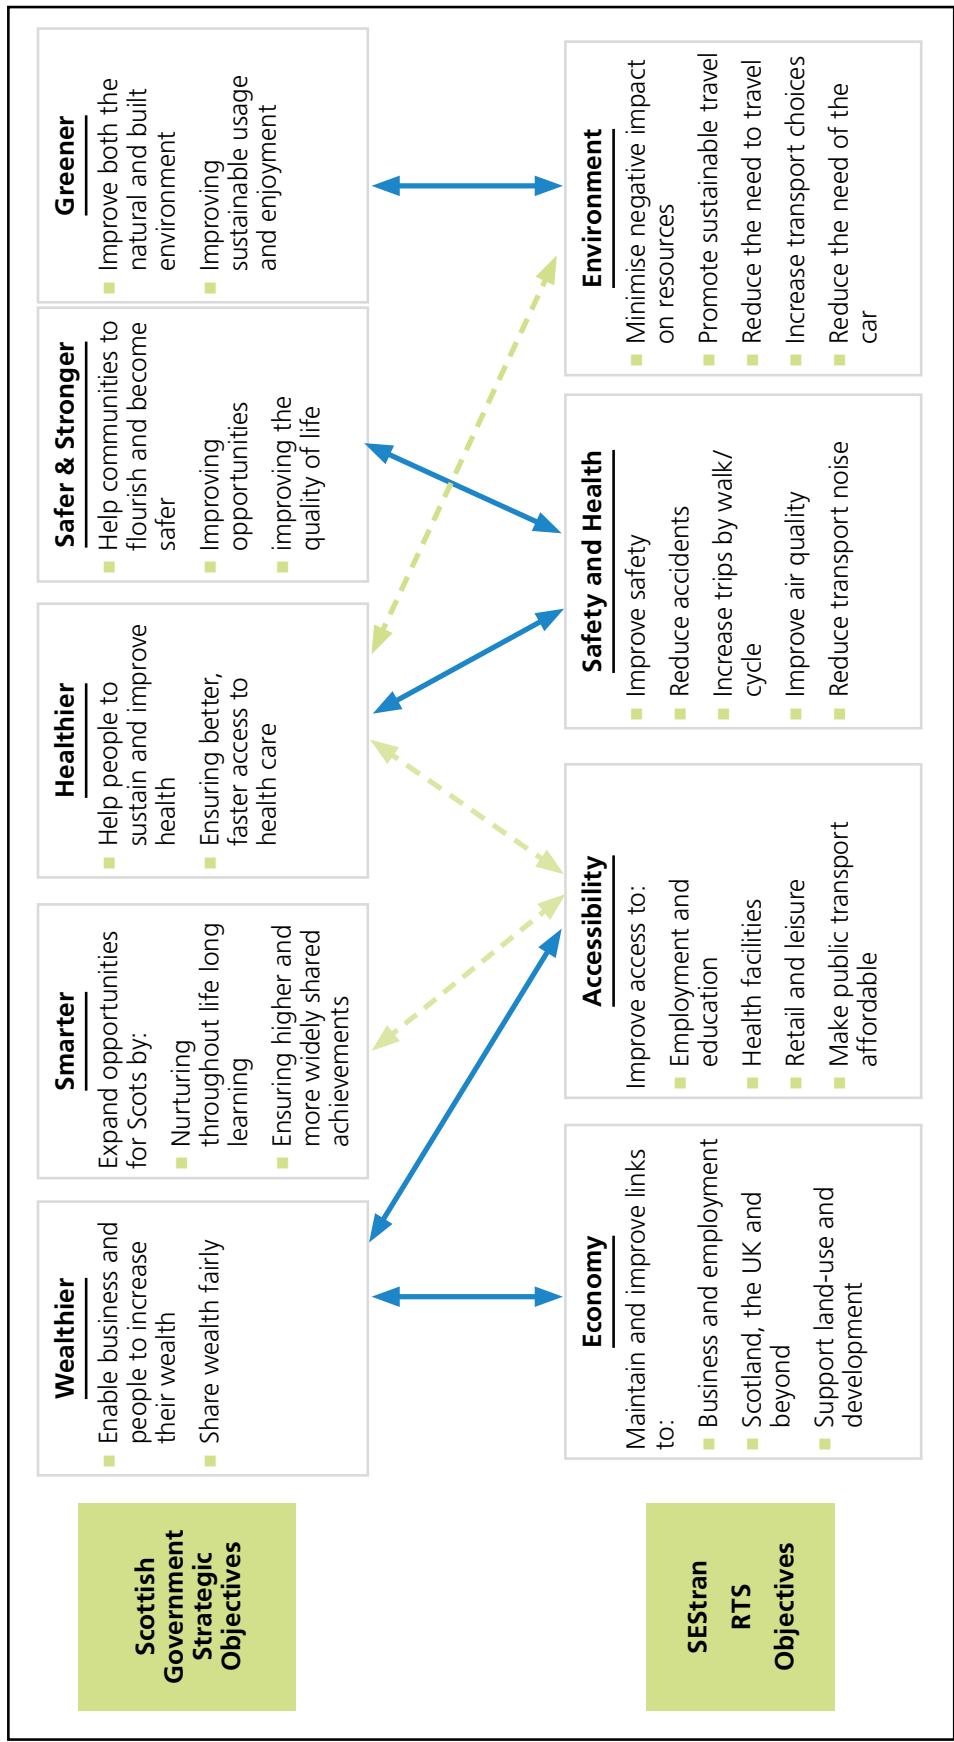 Scottish
Government
Strategic
Objectives
Wealthier
Enable business and
people to increase
their wealth
Share wealth fairly
Smarter
Expand opportunities
for Scots by:
Nurturing
throughout life long
learning
Ensuring higher and
more widely shared
achievements
Healthier
Help people to
sustain and improve
health
Ensuring better,
faster access to
health care
Safer & Stronger
Help communities to
flourish and become
safer
Improving
opportunities
improving the
quality of life
Greener
Improve both the
natural and built
environment
Improving
sustainable usage
and enjoyment
SEStran
RTS
Objectives
Economy
Maintain and improve links
to:
Business and employment
Scotland, the UK and
beyond
Support land-use and
development
Accessibility
Improve access to:
Employment and
education
Health facilities
Retail and leisure
Make public transport
affordable
Safety and Health
Improve safety
Reduce accidents
Increase trips by walk/
cycle
Improve air quality
Reduce transport noise
Environment
Minimise negative impact
on resources
Promote sustainable travel
Reduce the need to travel
Increase transport choices
Reduce the need of the
car